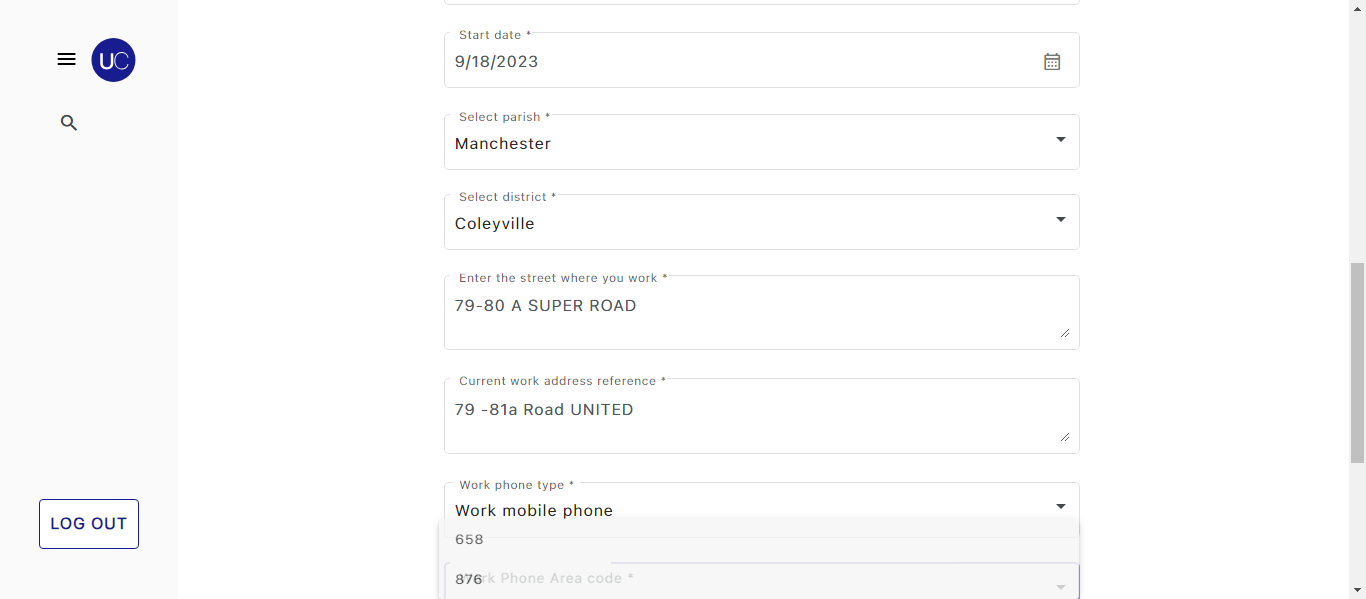 UC
LOG OUT
Start date *
9/18/2023
Select parish *
Manchester
Select district *
Coleyville
Enter the street where you work *
79-80 A SUPER ROAD
Current work address reference *
79 -81a Road UNITED
Work phone type *
Work mobile phone
658
876
Work Phone Area code *